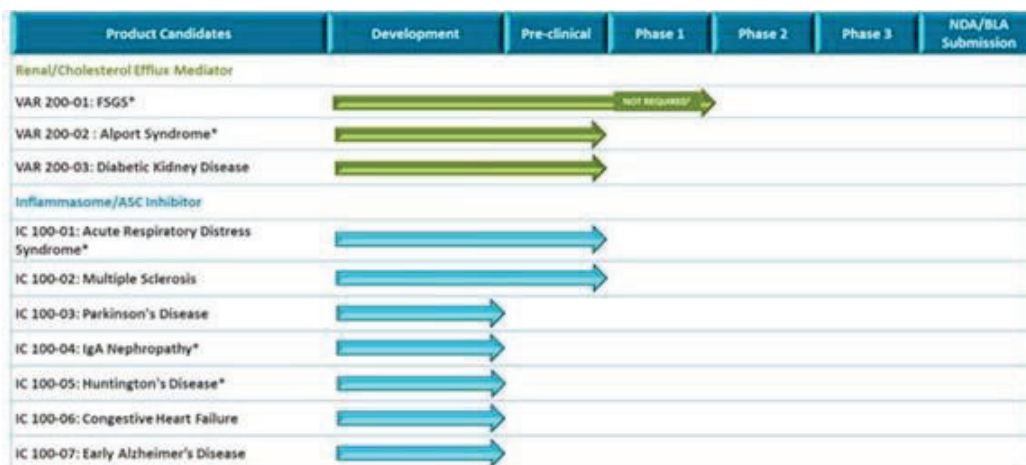 Product Candidates Development Pre-clinical Phase 1 Phase 2 Phase 3 NDA/BLA Submission
Renal/Cholesterol Efflux Mediator
VAR 200-01: FSGS* NOT REQUIRED
VAR 200-02 : Alport Syndrome*
VAR 200-03: Diabetic Kidney Disease
Inflammasome/ASC Inhibitor
IC 100-01: Acute Respiratory Distress
Syndrome*
IC 100-02: Multiple Sclerosis
IC 100-03: Parkinson's Disease
IC 100-04: IgA Nephropathy*
IC 100-05: Huntington's Disease*
IC 100-06: Congestive Heart Failure
IC 100-07: Early Alzheimer's Disease